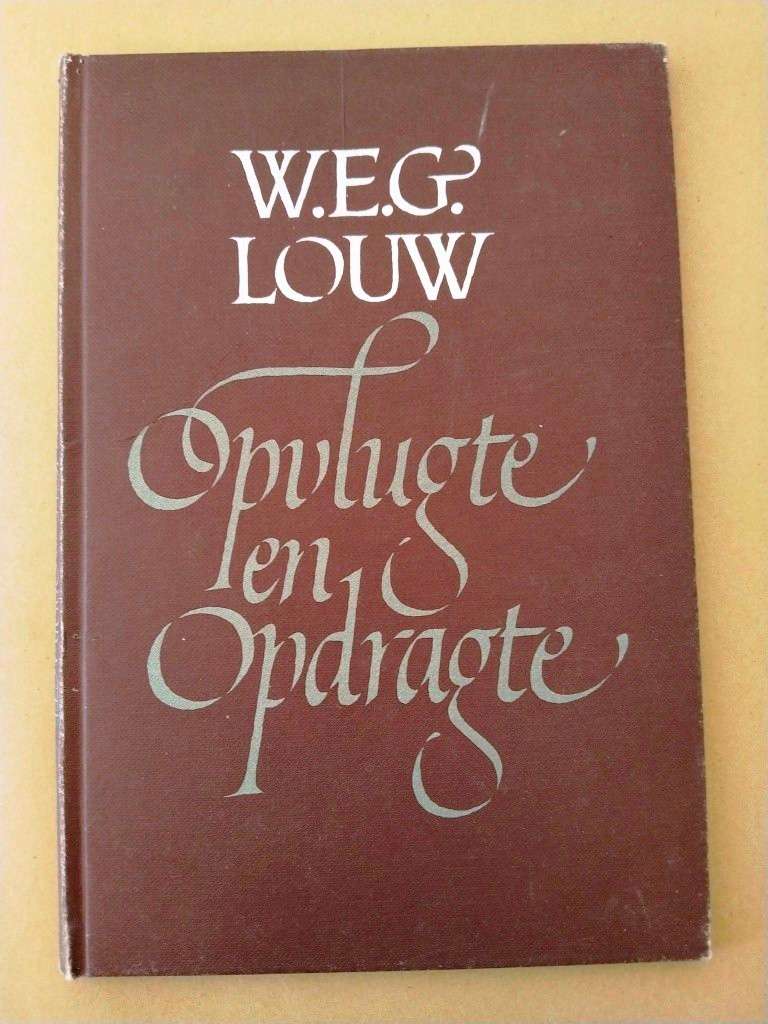 W.E.G.
LOUW
Opvlugte
en
Opdragte